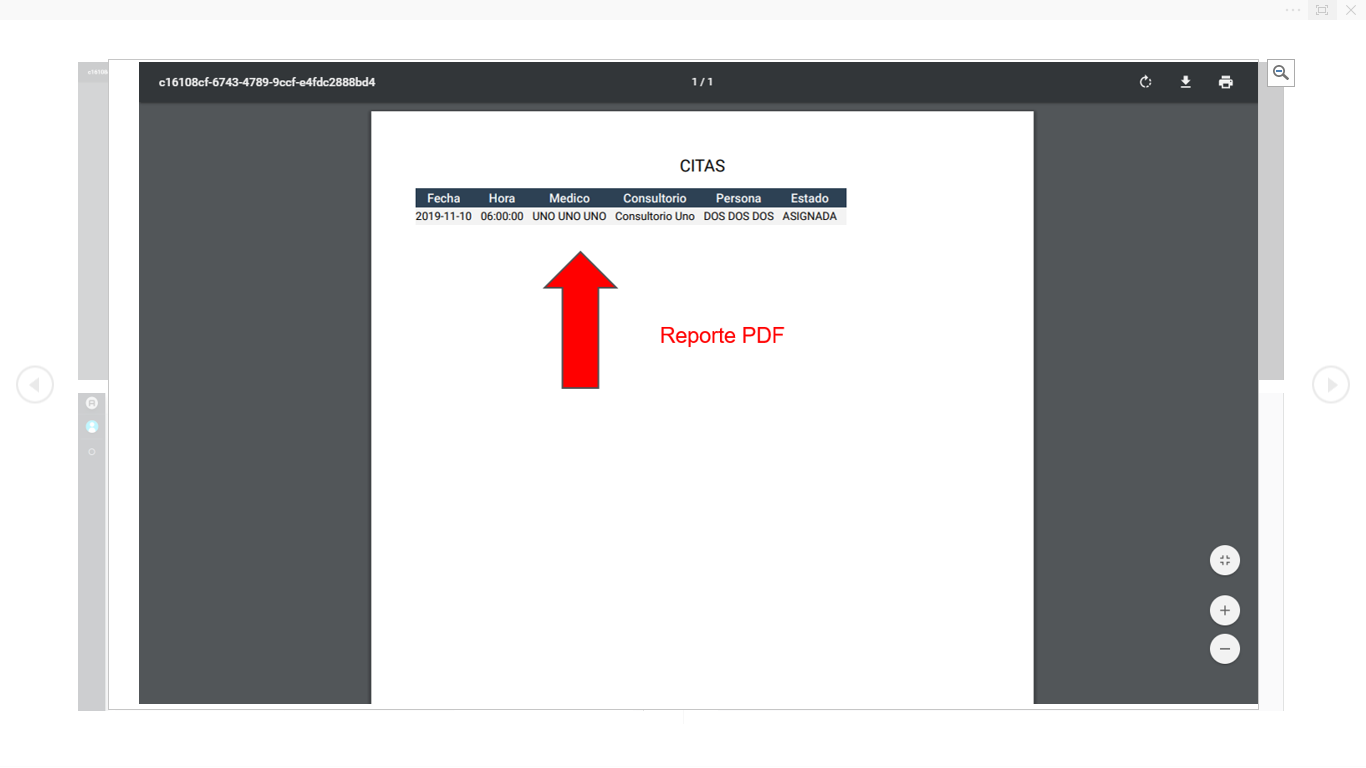 c16108cf-6743-4789-9ccf-e4fdc2888bd4 1 / 1
CITAS
Fecha Hora Medico Consultorio Persona Estado
2019-11-10 06:00:00 UNO UNO UNO Consultorio Uno DOS DOS DOS ASIGNADA
Reporte PDF